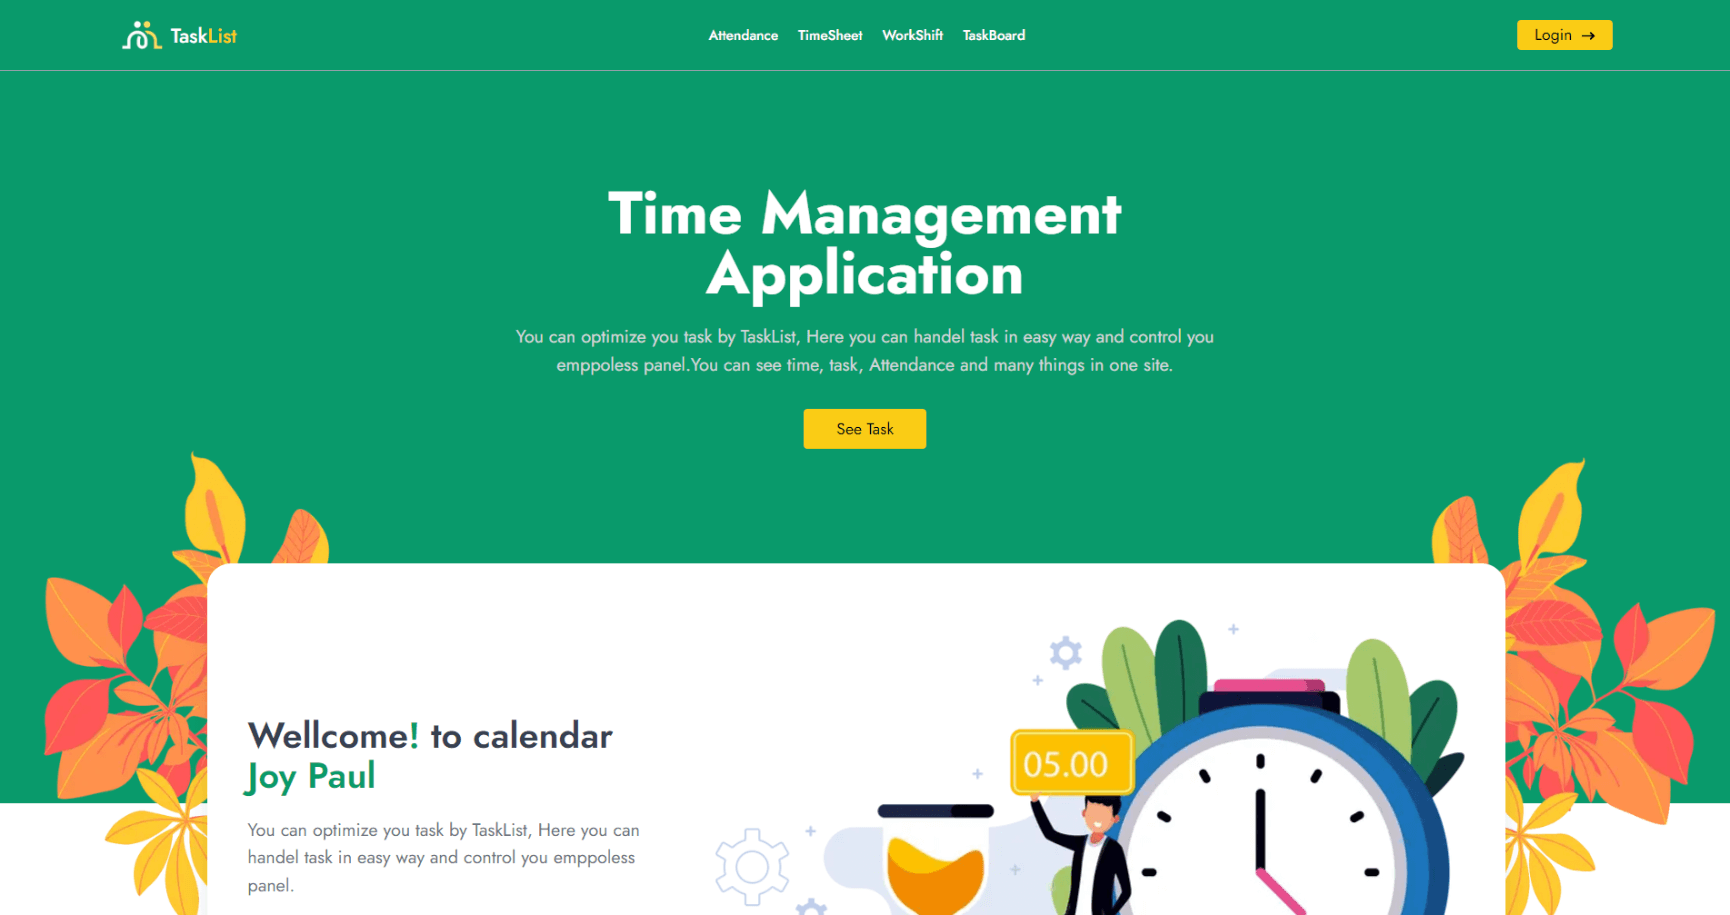 TaskList
Attendance TimeSheet WorkShift TaskBoard
Login →
Time Management
Application
You can optimize you task by TaskList, Here you can handel task in easy way and control you
emppoless panel.You can see time, task, Attendance and many things in one site.
See Task
Wellcome! to calendar
Joy Paul
You can optimize you task by TaskList, Here you can
handel task in easy way and control you emppoless
panel.
05.00